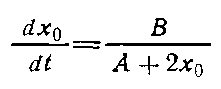 dx₀/dt = B/(A + 2x₀)